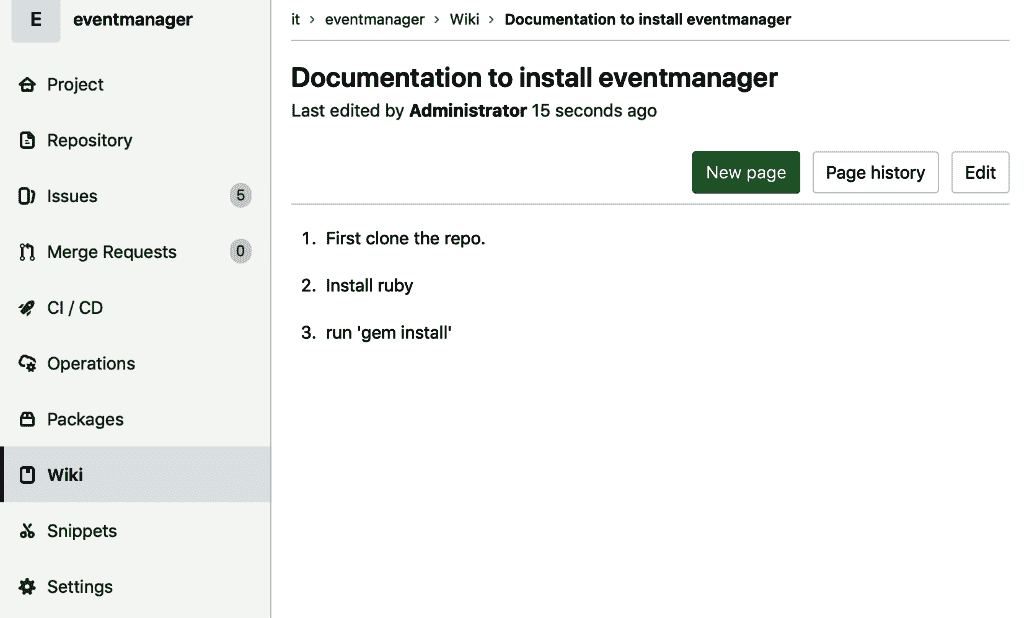 E eventmanager
Project
Repository
Issues 5
Merge Requests 0
CI / CD
Operations
Packages
Wiki
Snippets
Settings
it › eventmanager › Wiki › Documentation to install eventmanager
Documentation to install eventmanager
Last edited by Administrator 15 seconds ago
New page Page history Edit
1. First clone the repo.
2. Install ruby
3. run 'gem install'